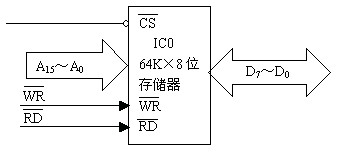 CS
IC0
64K×8位
A15～A0
存储器
D7～D0
WR
WR
RD
RD